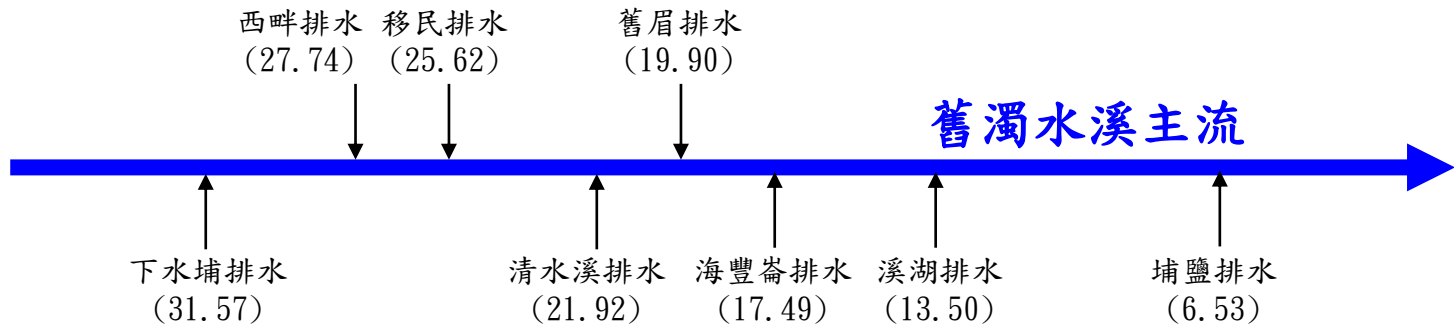 西畔排水
(27.74)
移民排水
(25.62)
舊眉排水
(19.90)
舊濁水溪主流
下水埔排水
(31.57)
清水溪排水
(21.92)
海豐崙排水
(17.49)
溪湖排水
(13.50)
埔鹽排水
(6.53)